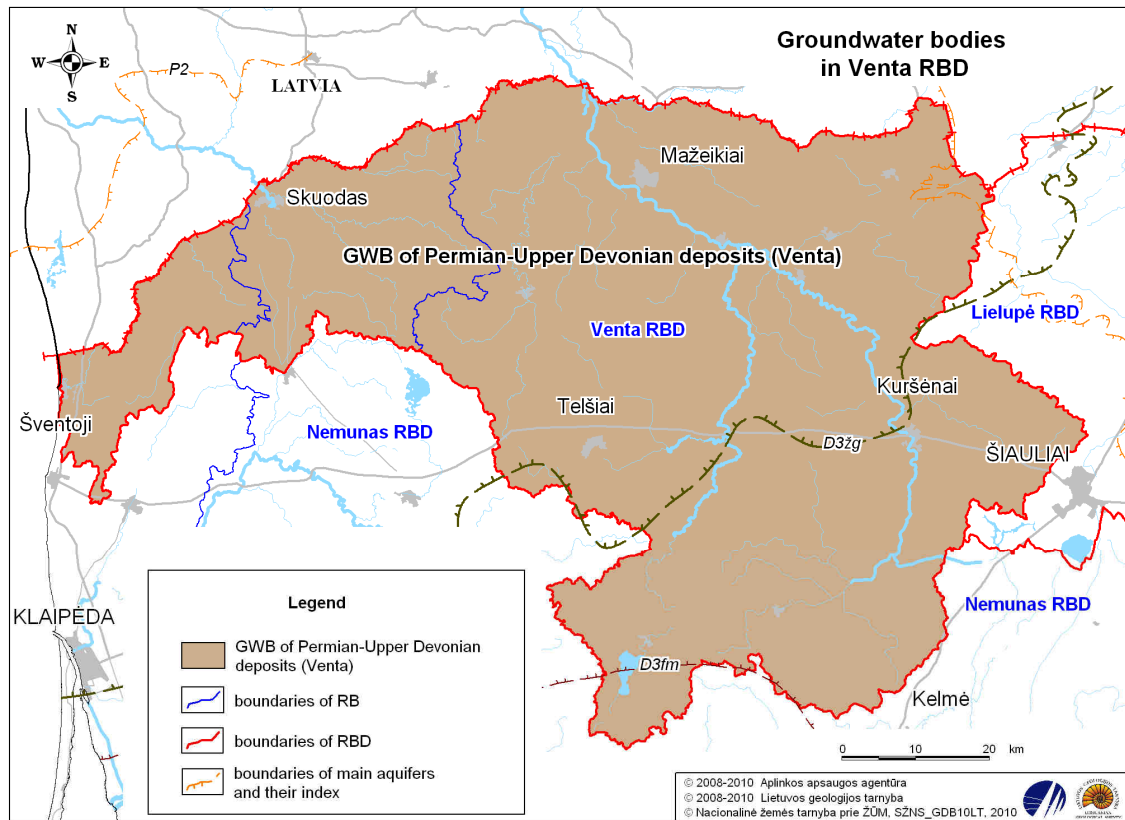 Groundwater bodies
in Venta RBD
N
W
E
S
P2
LATVIA
Mažeikiai
Skuodas
GWB of Permian-Upper Devonian deposits (Venta)
Lielupė RBD
Venta RBD
Kuršėnai
Telšiai
Šventoji
Nemunas RBD
D3žg
ŠIAULIAI
Nemunas RBD
KLAIPĖDA
D3fm
Kelmė
Legend
GWB of Permian-Upper Devonian
deposits (Venta)
boundaries of RB
boundaries of RBD
boundaries of main aquifers
and their index
0 10 20 km
© 2008-2010 Aplinkos apsaugos agentūra
© 2008-2010 Lietuvos geologijos tarnyba
© Nacionalinė žemės tarnyba prie ŽŪM, SŽNS_GDB10LT, 2010